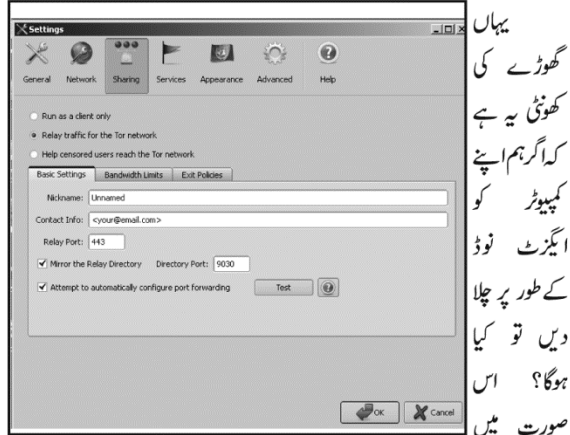 Settings
General Network Sharing Services Appearance Advanced Help
Run as a client only
Relay traffic for the Tor network
Help censored users reach the Tor network
Basic Settings Bandwidth Limits Exit Policies
Nickname: Unnamed
Contact Info: <your@email.com>
Relay Port: 443
Mirror the Relay Directory Directory Port: 9030
Attempt to automatically configure port forwarding Test
OK Cancel
یہاں
گھوڑے کی
کھونٹی یہ ہے
کہ اگر ہم اپنے
کمپیوٹر کو
ایگزٹ نوڈ
کے طور پر چلا
دیں تو کیا
ہوگا؟ اس
صورت میں